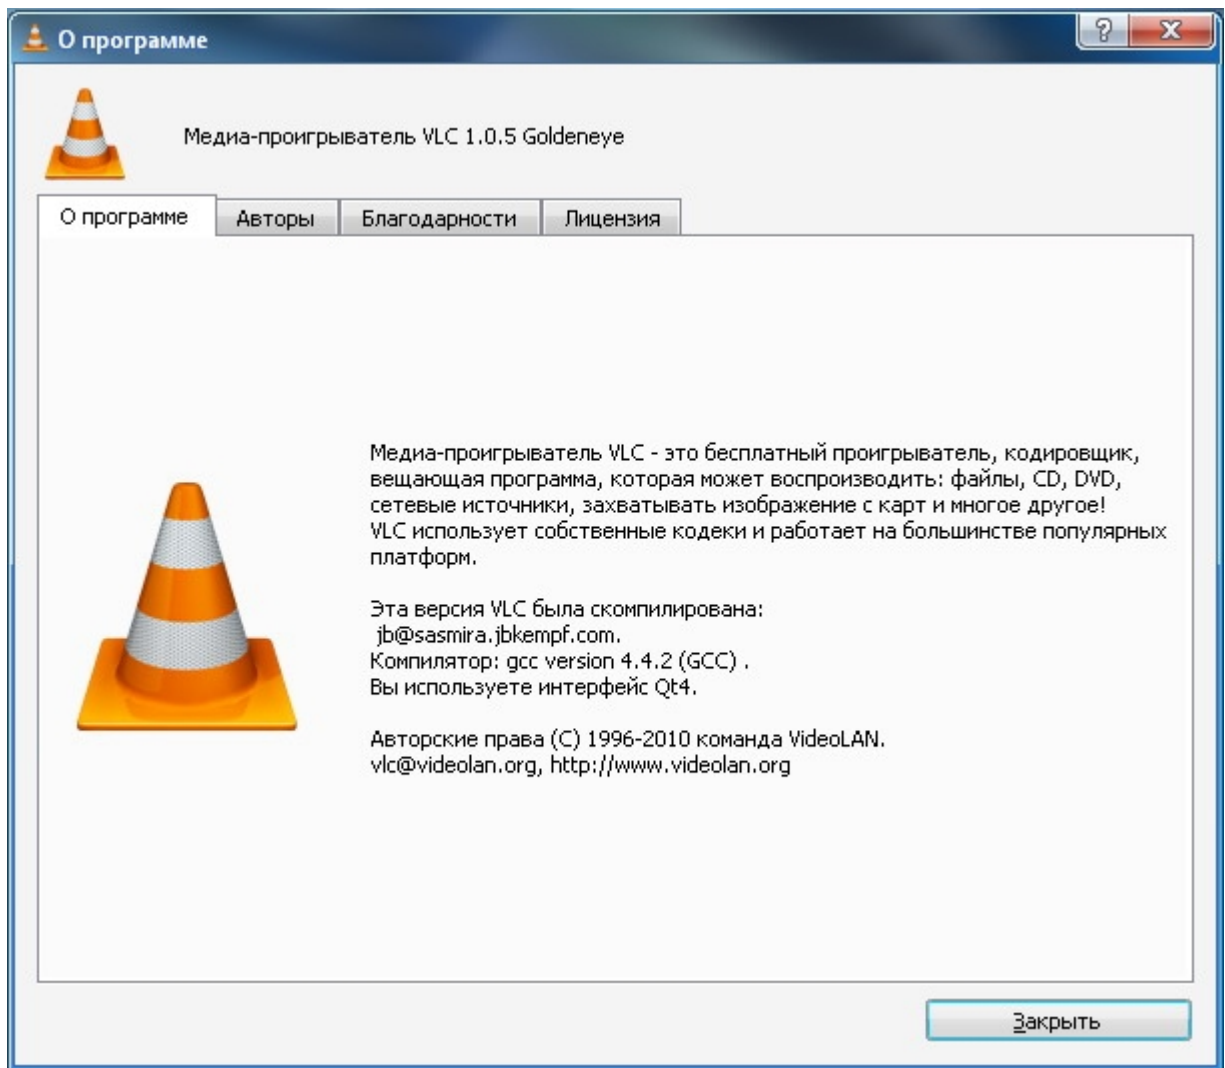 О программе
Медиа-проигрыватель VLC 1.0.5 Goldeneye
О программе
Авторы
Благодарности
Лицензия
Медиа-проигрыватель VLC - это бесплатный проигрыватель, кодировщик,
вещающая программа, которая может воспроизводить: файлы, CD, DVD,
сетевые источники, захватывать изображение с карт и многое другое!
VLC использует собственные кодеки и работает на большинстве популярных
платформ.
Эта версия VLC была скомпилирована:
jb@sasmira.jbkempf.com.
Компилятор: gcc version 4.4.2 (GCC) .
Вы используете интерфейс Qt4.
Авторские права (C) 1996-2010 команда VideoLAN.
vlc@videolan.org, http://www.videolan.org
Закрыть